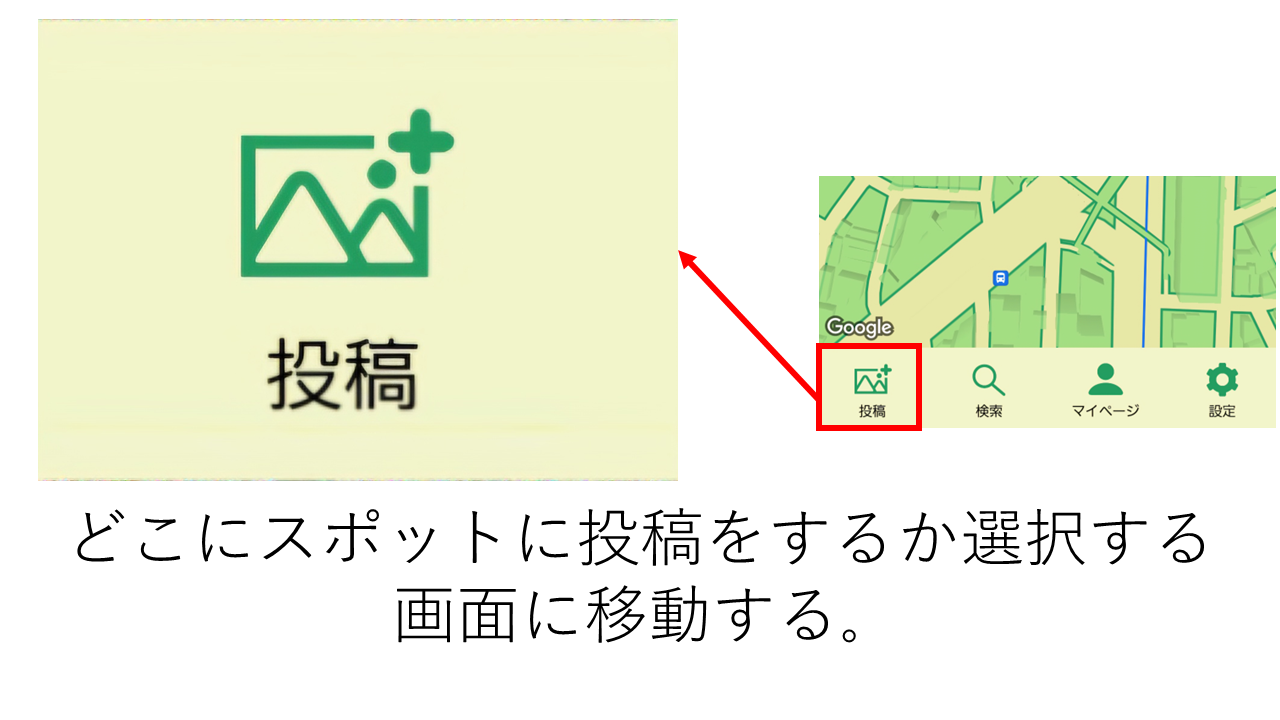 投稿
Google
投稿
検索
マイページ
設定
どこにスポットに投稿をするか選択する
画面に移動する。